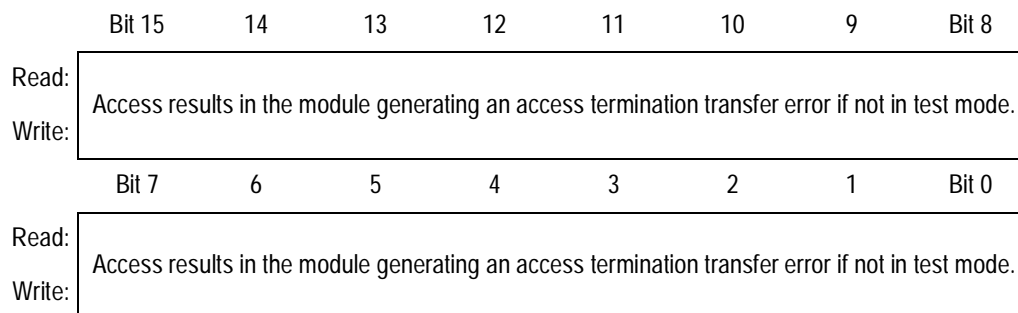 Bit 15 14 13 12 11 10 9 Bit 8
Read:
Access results in the module generating an access termination transfer error if not in test mode.
Write:
Bit 7 6 5 4 3 2 1 Bit 0
Read:
Access results in the module generating an access termination transfer error if not in test mode.
Write: